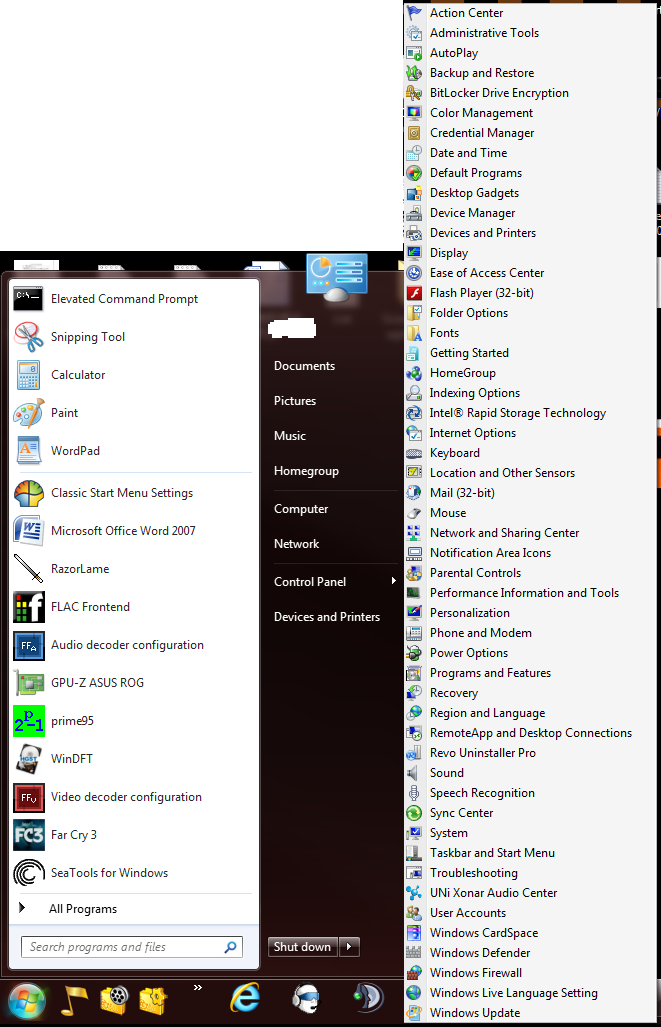 Elevated Command Prompt
Snipping Tool
Calculator
Paint
WordPad
Classic Start Menu Settings
Microsoft Office Word 2007
RazorLame
FLAC Frontend
Audio decoder configuration
GPU-Z ASUS ROG
prime95
WinDFT
Video decoder configuration
Far Cry 3
SeaTools for Windows
All Programs
Search programs and files
Documents
Pictures
Music
Homegroup
Computer
Network
Control Panel
Devices and Printers
Shut down
Action Center
Administrative Tools
AutoPlay
Backup and Restore
BitLocker Drive Encryption
Color Management
Credential Manager
Date and Time
Default Programs
Desktop Gadgets
Device Manager
Devices and Printers
Display
Ease of Access Center
Flash Player (32-bit)
Folder Options
Fonts
Getting Started
HomeGroup
Indexing Options
Intel® Rapid Storage Technology
Internet Options
Keyboard
Location and Other Sensors
Mail (32-bit)
Mouse
Network and Sharing Center
Notification Area Icons
Parental Controls
Performance Information and Tools
Personalization
Phone and Modem
Power Options
Programs and Features
Recovery
Region and Language
RemoteApp and Desktop Connections
Revo Uninstaller Pro
Sound
Speech Recognition
Sync Center
System
Taskbar and Start Menu
Troubleshooting
UNi Xonar Audio Center
User Accounts
Windows CardSpace
Windows Defender
Windows Firewall
Windows Live Language Setting
Windows Update